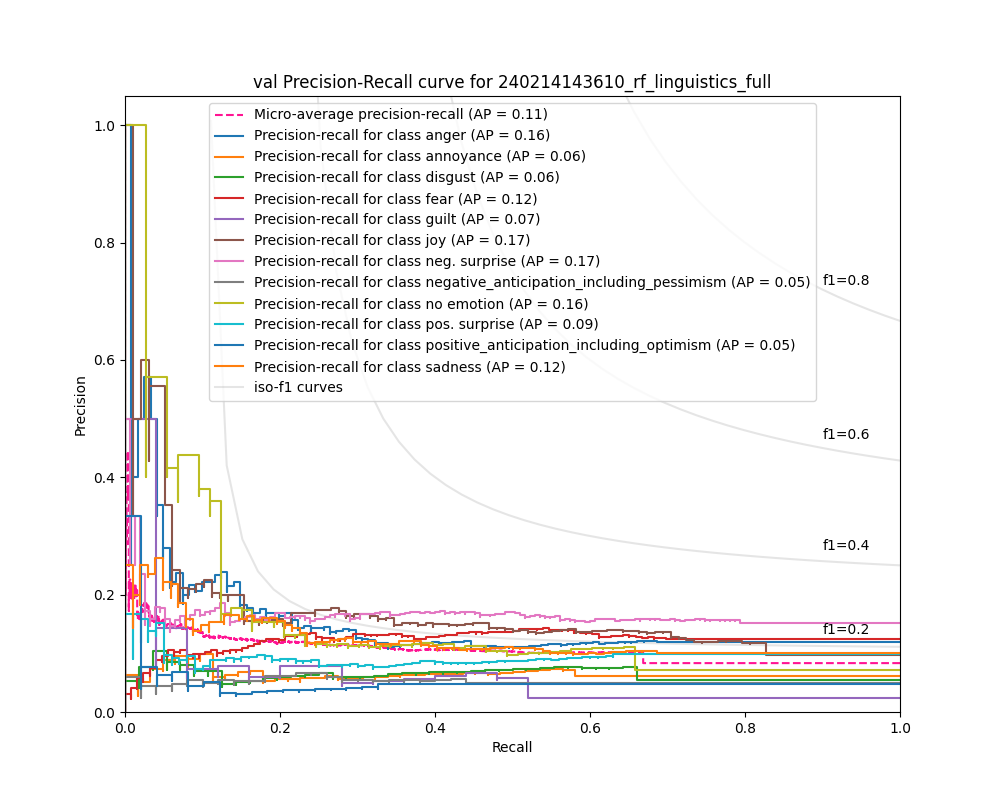 val Precision-Recall curve for 240214143610_rf_linguistics_full
Micro-average precision-recall (AP = 0.11)
Precision-recall for class anger (AP = 0.16)
Precision-recall for class annoyance (AP = 0.06)
Precision-recall for class disgust (AP = 0.06)
Precision-recall for class fear (AP = 0.12)
Precision-recall for class guilt (AP = 0.07)
Precision-recall for class joy (AP = 0.17)
Precision-recall for class neg. surprise (AP = 0.17)
Precision-recall for class negative_anticipation_including_pessimism (AP = 0.05)
Precision-recall for class no emotion (AP = 0.16)
Precision-recall for class pos. surprise (AP = 0.09)
Precision-recall for class positive_anticipation_including_optimism (AP = 0.05)
Precision-recall for class sadness (AP = 0.12)
iso-f1 curves
f1=0.8
f1=0.6
f1=0.4
f1=0.2
1.0
0.8
0.6
0.4
0.2
0.0
Precision
0.0
0.2
0.4
0.6
0.8
1.0
Recall